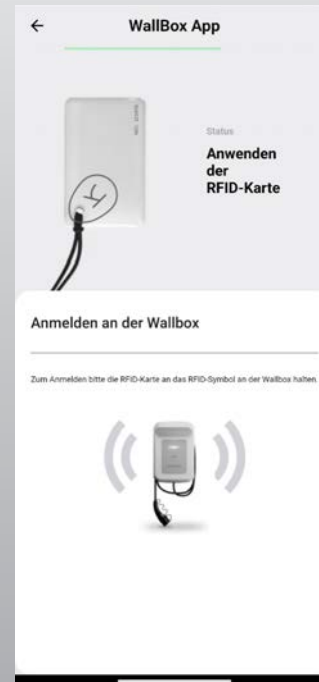 WallBox App
Status
Anwenden
der
RFID-Karte
Anmelden an der Wallbox
Zum Anmelden bitte die RFID-Karte an das RFID-Symbol an der Wallbox halten.